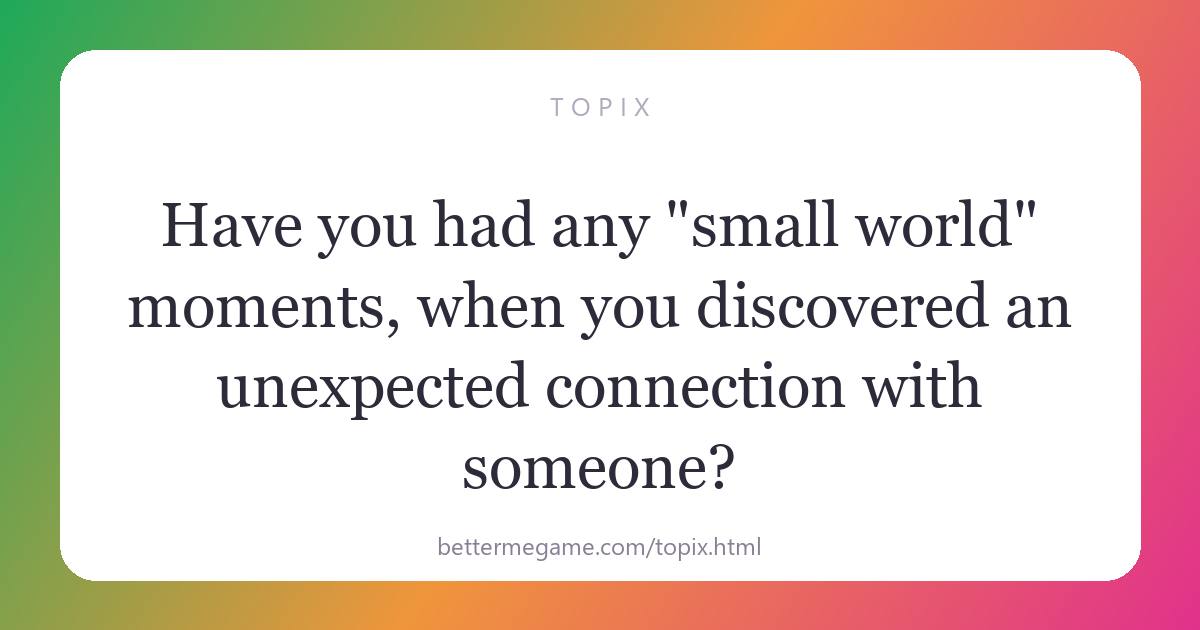 TOPIX
Have you had any "small world"
moments, when you discovered an
unexpected connection with
someone?
bettermegame.com/topix.html